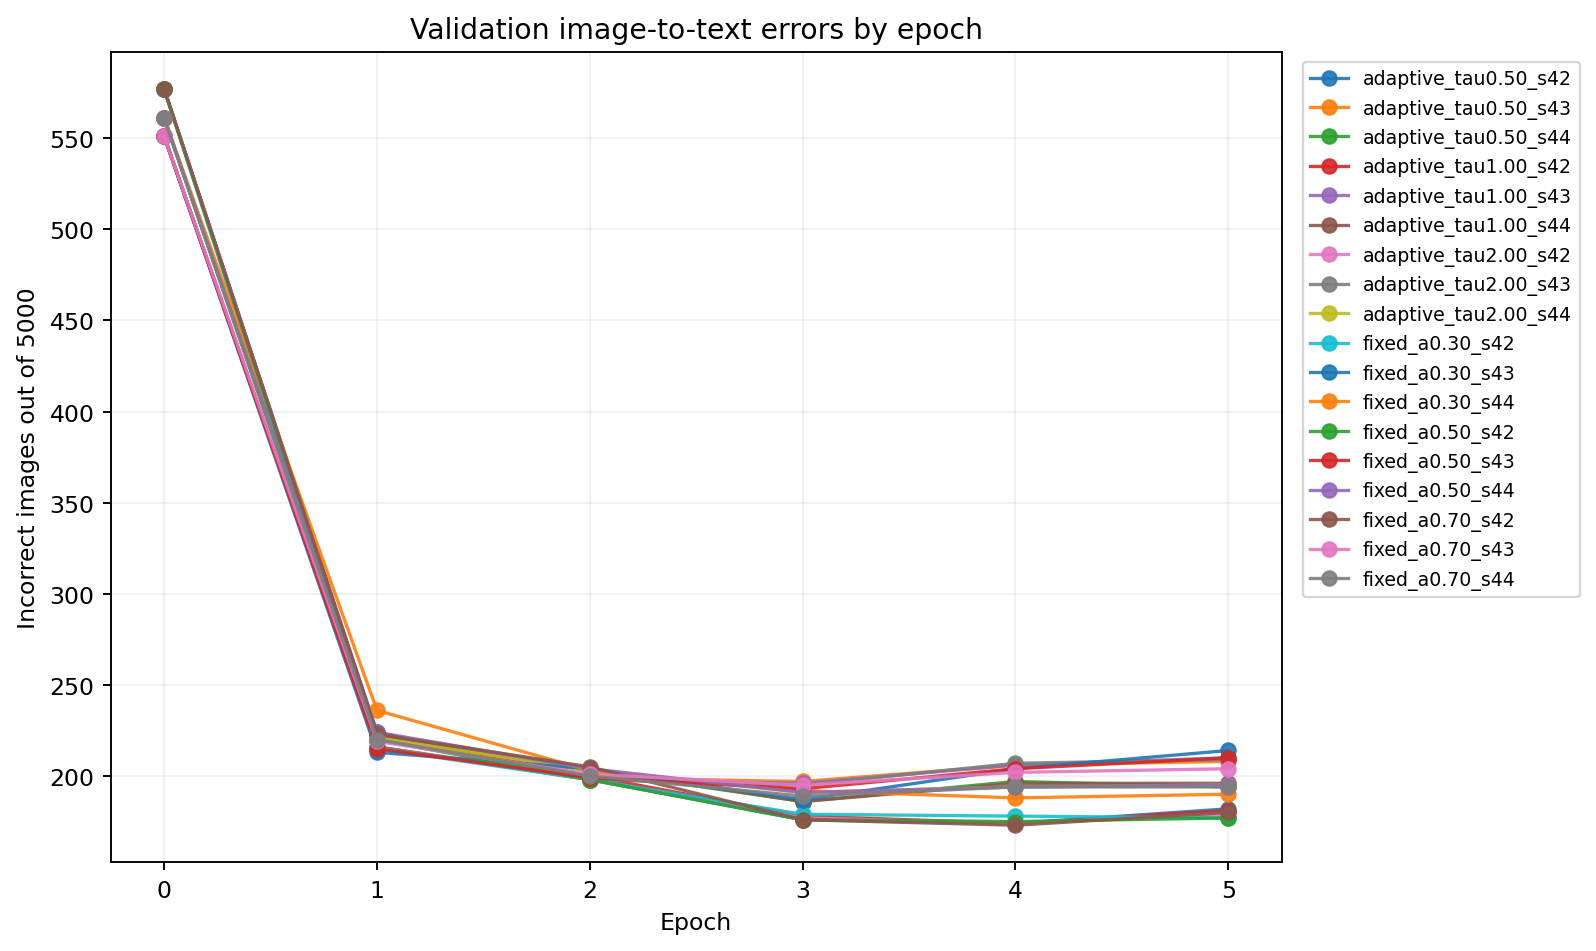 Validation image-to-text errors by epoch
Incorrect images out of 5000
550
500
450
400
350
300
250
200
0 1 2 3 4 5
Epoch
adaptive_tau0.50_s42
adaptive_tau0.50_s43
adaptive_tau0.50_s44
adaptive_tau1.00_s42
adaptive_tau1.00_s43
adaptive_tau1.00_s44
adaptive_tau2.00_s42
adaptive_tau2.00_s43
adaptive_tau2.00_s44
fixed_a0.30_s42
fixed_a0.30_s43
fixed_a0.30_s44
fixed_a0.50_s42
fixed_a0.50_s43
fixed_a0.50_s44
fixed_a0.70_s42
fixed_a0.70_s43
fixed_a0.70_s44